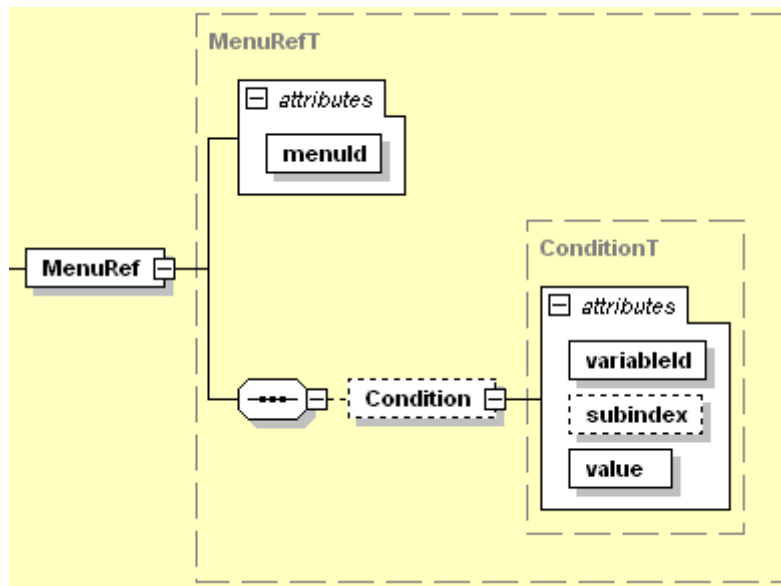 MenuRefT
attributes
menuId
MenuRef
ConditionT
attributes
variableId
Condition
subindex
value